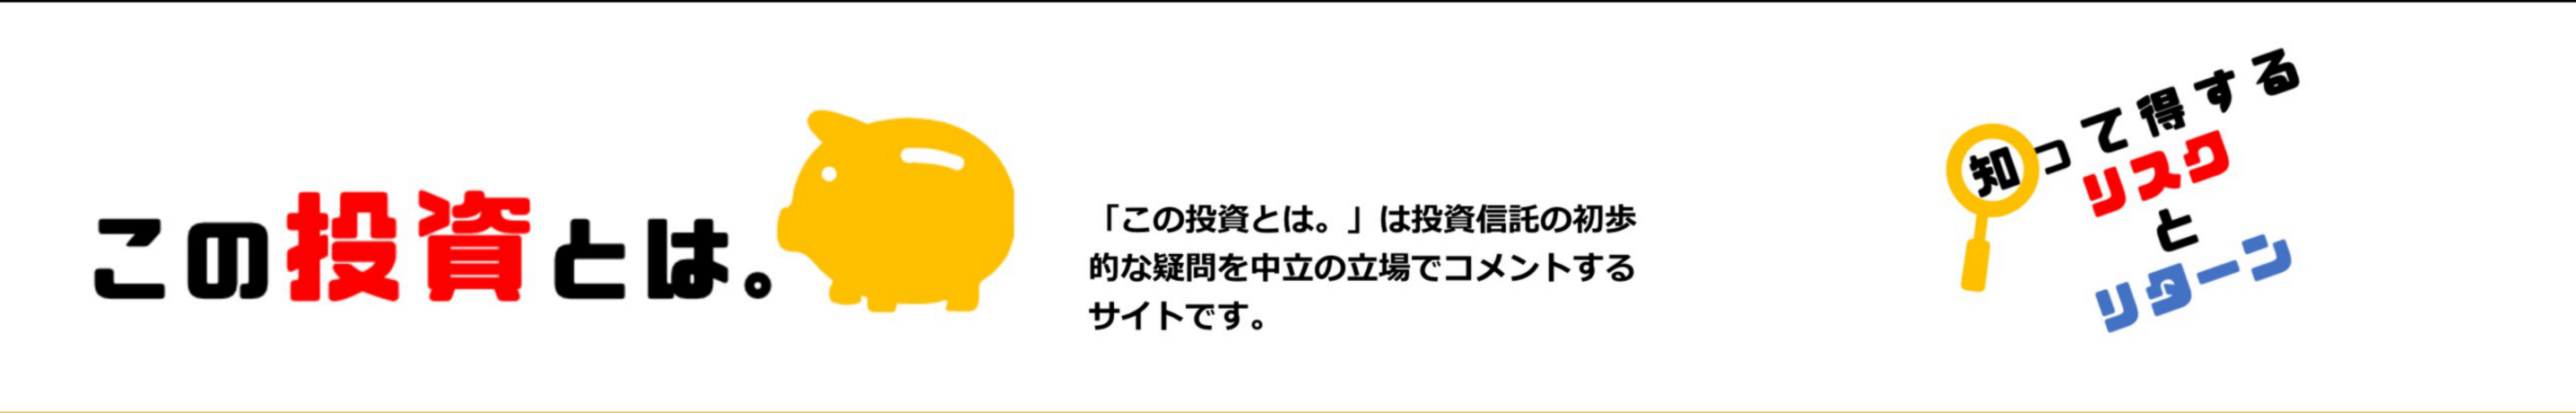 この投資とは。
「この投資とは。」は投資信託の初歩
的な疑問を中立の立場でコメントする
サイトです。
知って得する
リスク
と
リターン